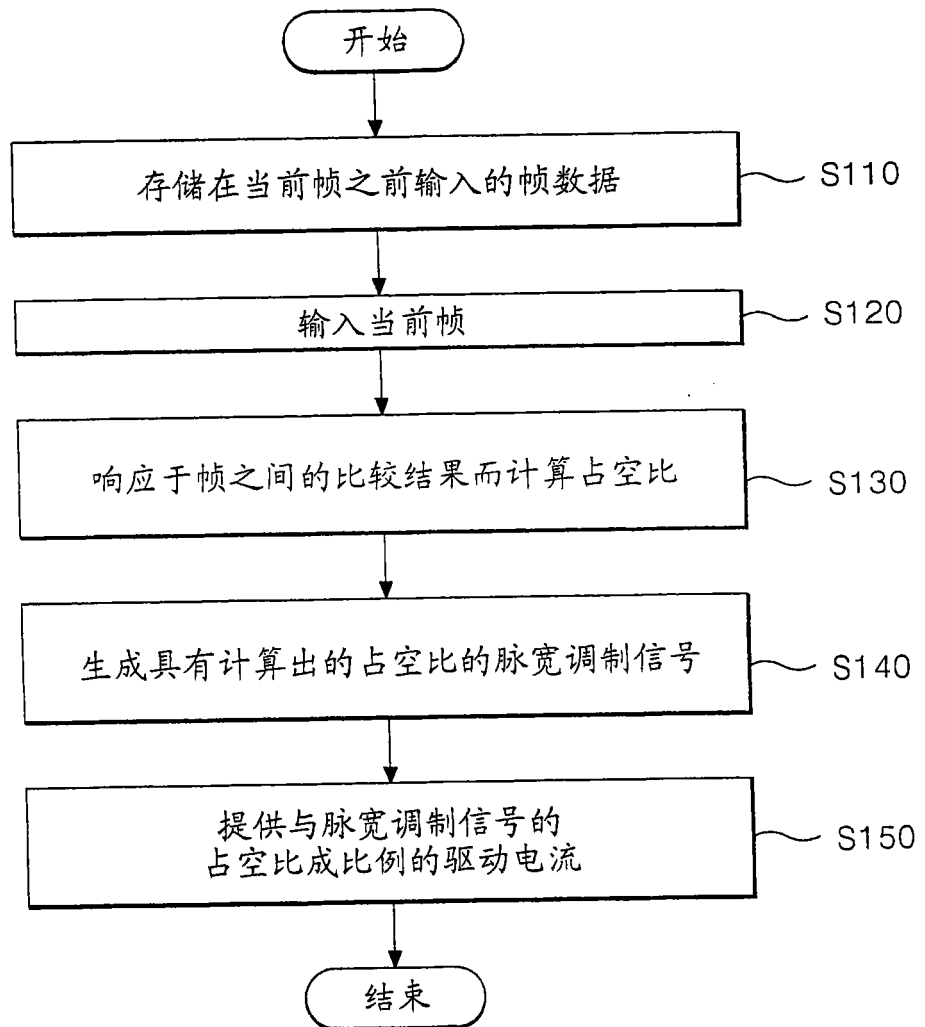 开始
存储在当前帧之前输入的帧数据
S110
输入当前帧
S120
响应于帧之间的比较结果而计算占空比
S130
生成具有计算出的占空比的脉宽调制信号
S140
提供与脉宽调制信号的
占空比成比例的驱动电流
S150
结束